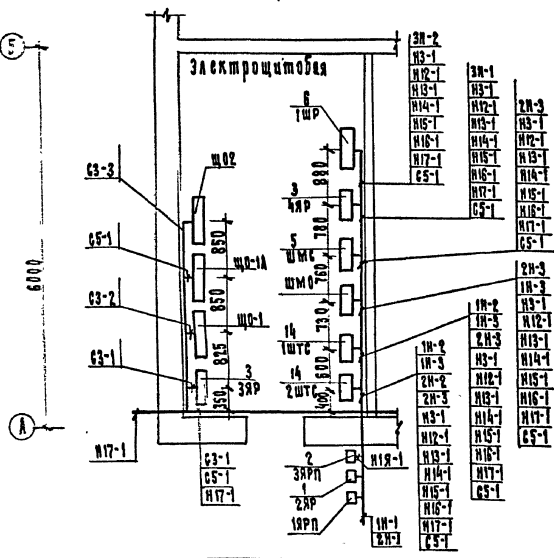 Б
3Н-2
Н3-1
Н12-1
Н13-1
Н14-1
Н15-1
Н16-1
Н17-1
С5-1
Электрощитовая
3Н-1
Н3-1
Н12-1
Н13-1
Н14-1
Н15-1
Н16-1
Н17-1
С5-1
6
1ШР
2Н-3
Н3-1
Н12-1
Н13-1
Н14-1
Н15-1
Н16-1
Н17-1
С5-1
ЩО2
880
С3-3
3
4ЯР
780
850
С5-1
5
ШМС
ЩО-1А
760
6000
ШМО
2Н-3
1Н-3
Н3-1
Н12-1
Н13-1
Н14-1
Н15-1
Н16-1
Н17-1
С5-1
850
С3-2
730
ЩО-1
14
1ШТС
1Н-2
1Н-3
2Н-3
Н3-1
Н12-1
Н13-1
Н14-1
Н15-1
Н16-1
Н17-1
С5-1
825
600
С3-1
3
3ЯР
14
2ШТС
1Н-2
1Н-3
2Н-2
2Н-3
Н3-1
Н12-1
Н13-1
Н14-1
Н15-1
Н16-1
Н17-1
С5-1
350
400
А
Н17-1
С3-1
С5-1
Н17-1
2
3ЯРП
Н1Я-1
1
2ЯР
1ЯРП
1Н-1
2Н-1